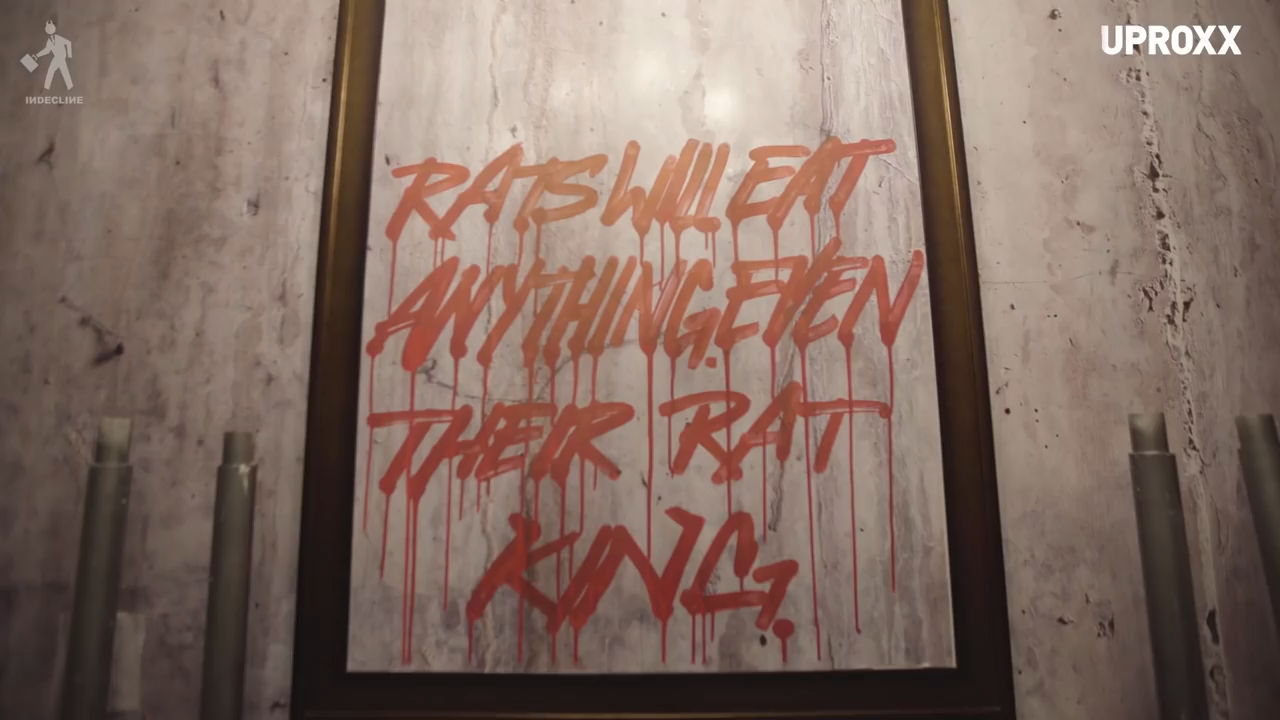 INDECLINE
UPROXX
RATS WILL EAT
ANYTHING. EVEN
THEIR RAT
KING.